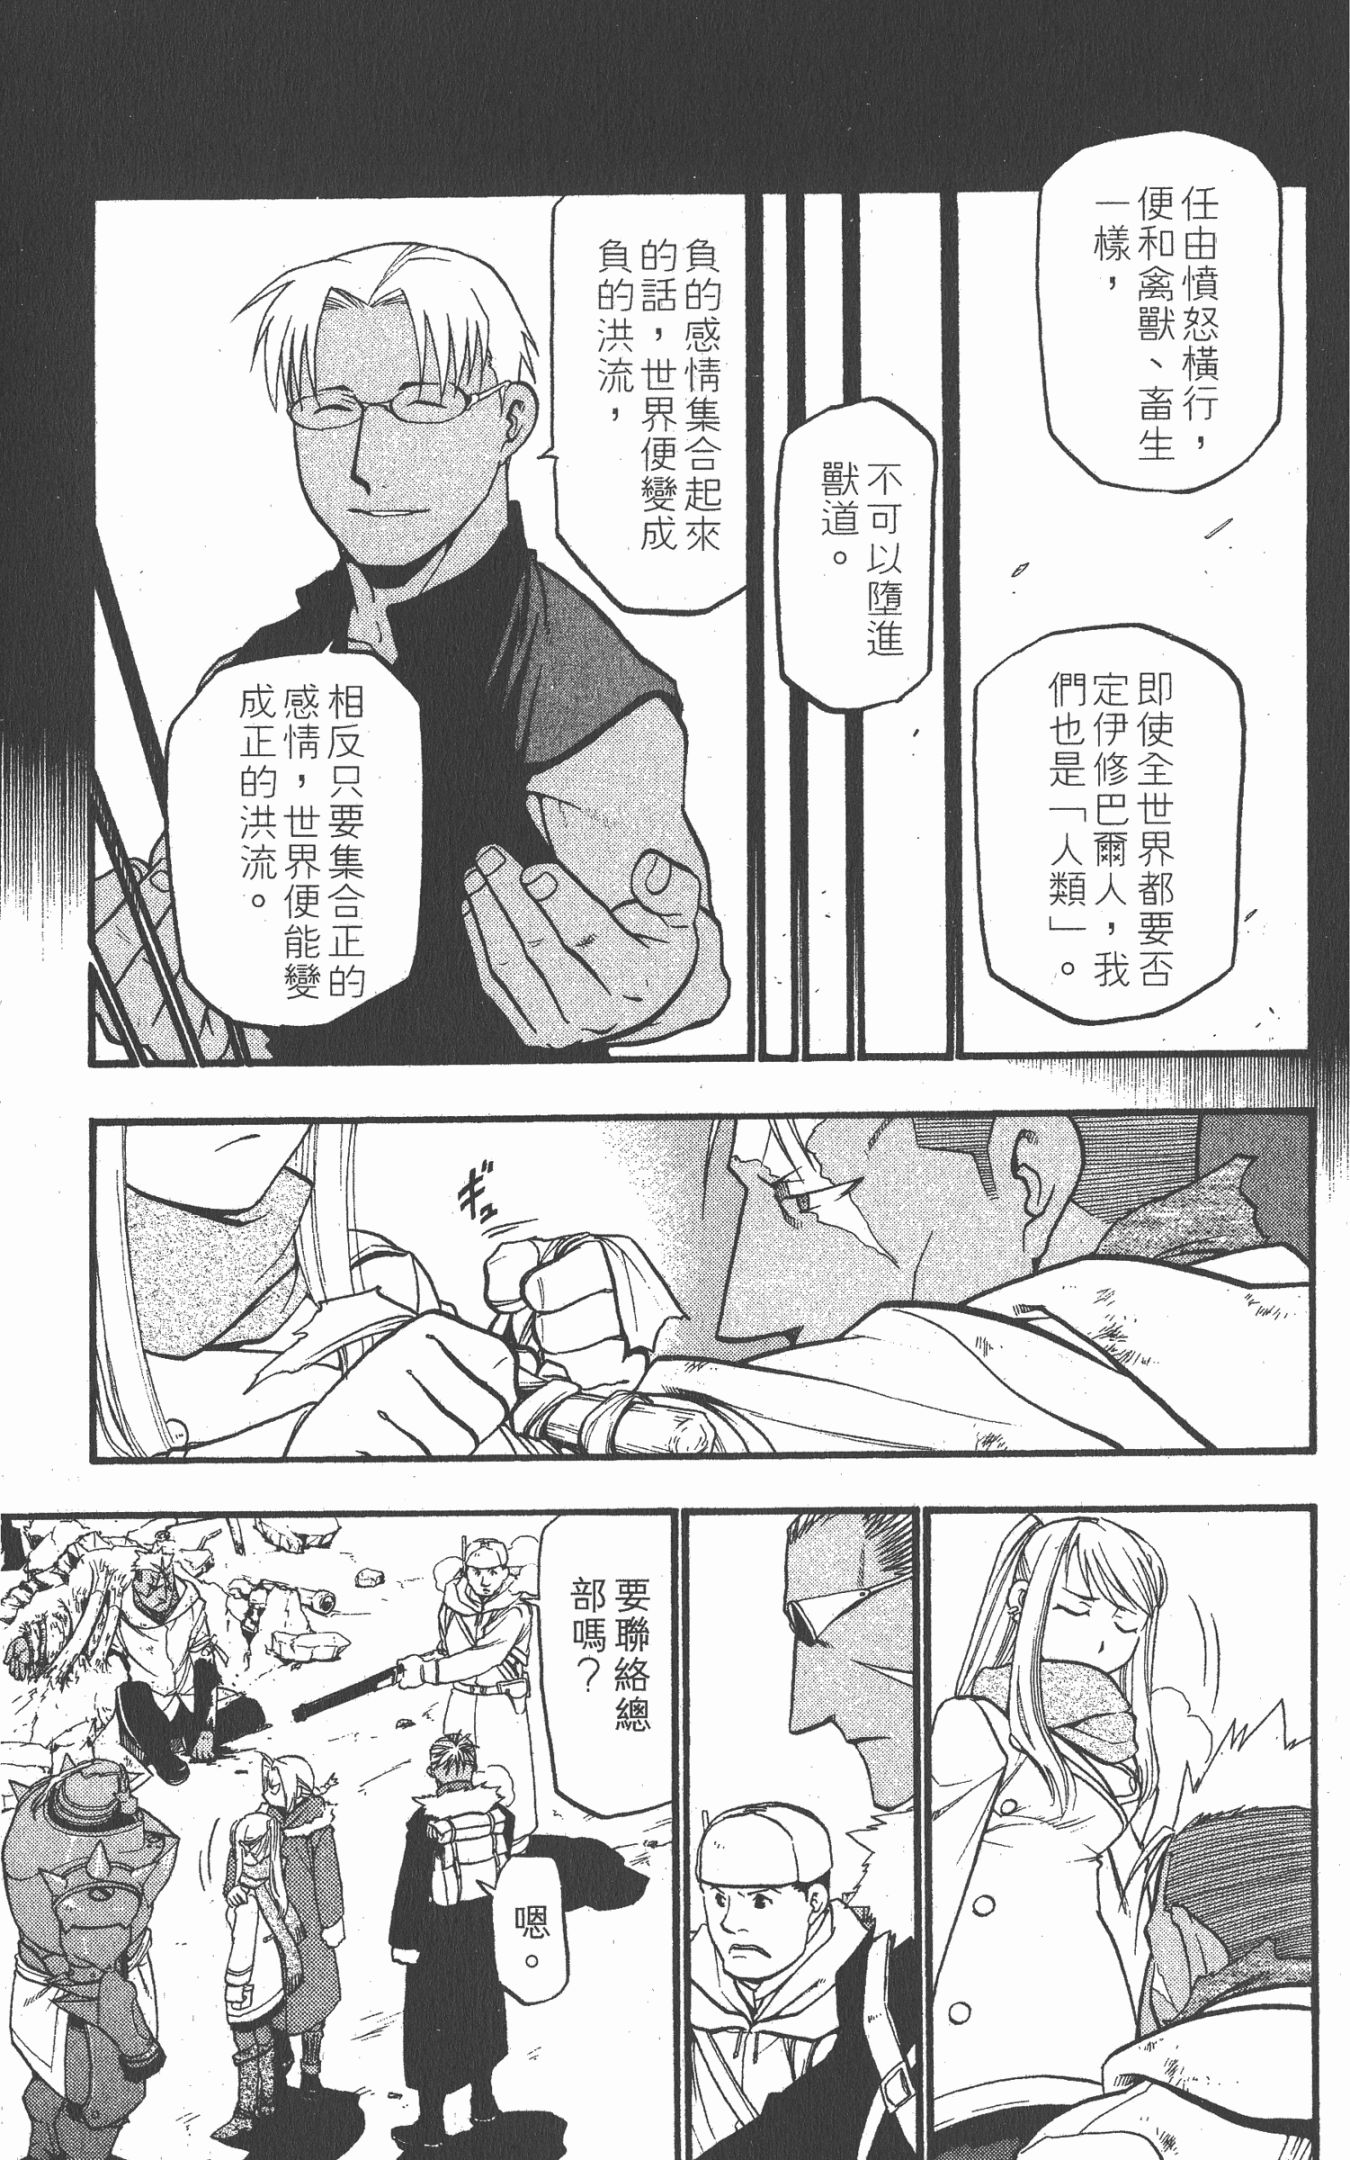 任由憤怒橫行，
便和禽獸、畜生
一樣，
即使全世界都要否
定伊修巴爾人，我
們也是「人類」。
不可以墮進
獸道。
負的感情集合起來
的話，世界便變成
負的洪流，
相反只要集合正的
感情，世界便能變
成正的洪流。
ギュ
要聯絡總
部嗎？
嗯。